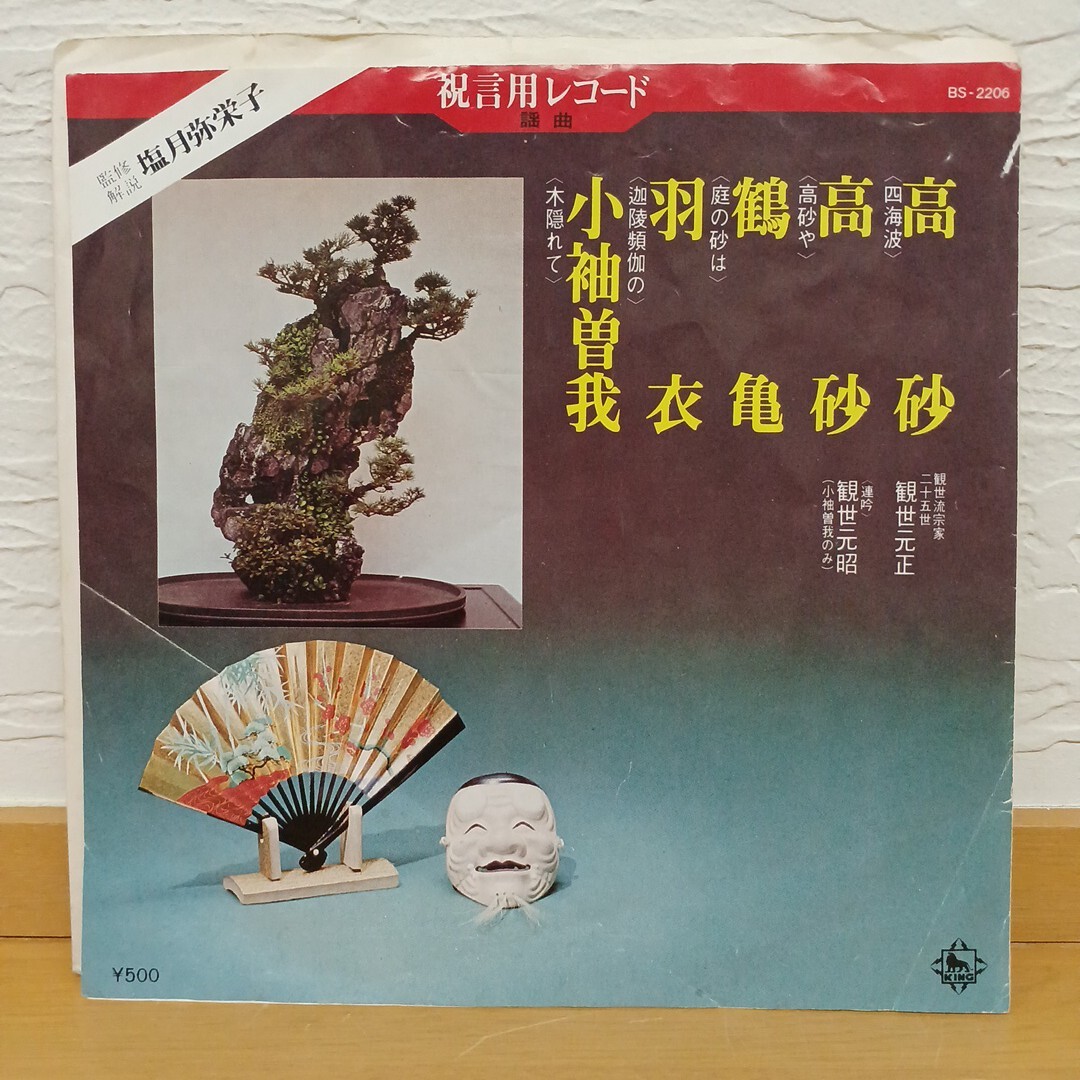 祝言用レコード
謡曲
BS-2206
監修
解説
塩月弥栄子
高砂
〈四海波〉
高砂
〈高砂や〉
鶴亀
〈庭の砂は〉
羽衣
〈迦陵頻伽の〉
小袖曽我
〈木隠れて〉
観世流宗家
二十五世
観世元正
〈連吟〉
観世元昭
（小袖曽我のみ）
¥500
KING